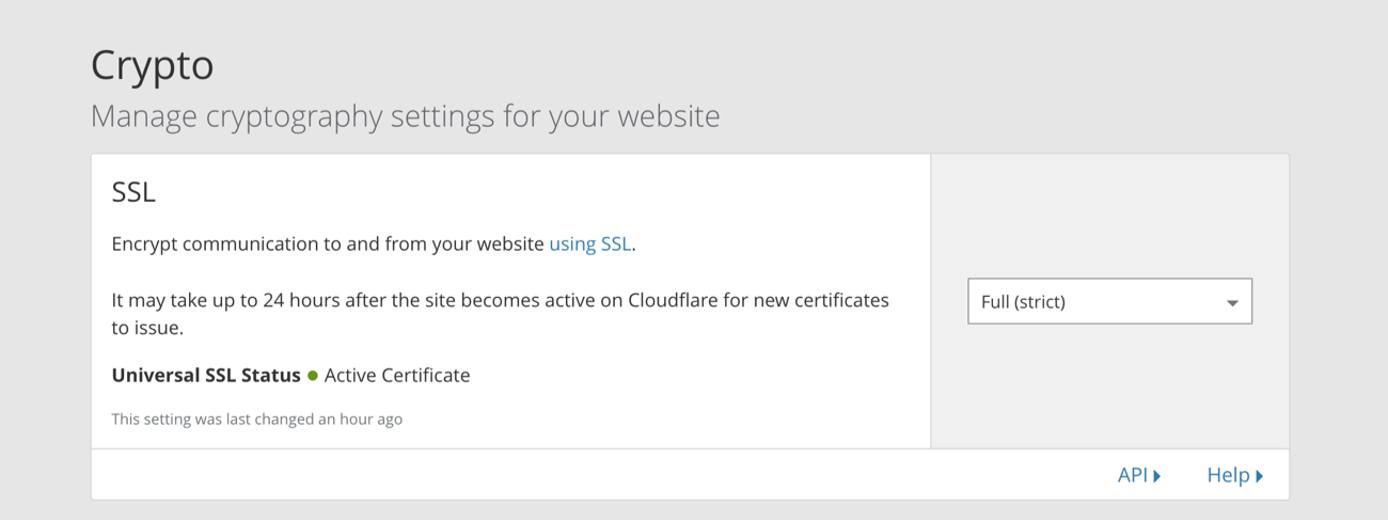 Crypto
Manage cryptography settings for your website
SSL
Encrypt communication to and from your website using SSL.
It may take up to 24 hours after the site becomes active on Cloudflare for new certificates
to issue.
Full (strict)
Universal SSL Status ● Active Certificate
This setting was last changed an hour ago
API Help